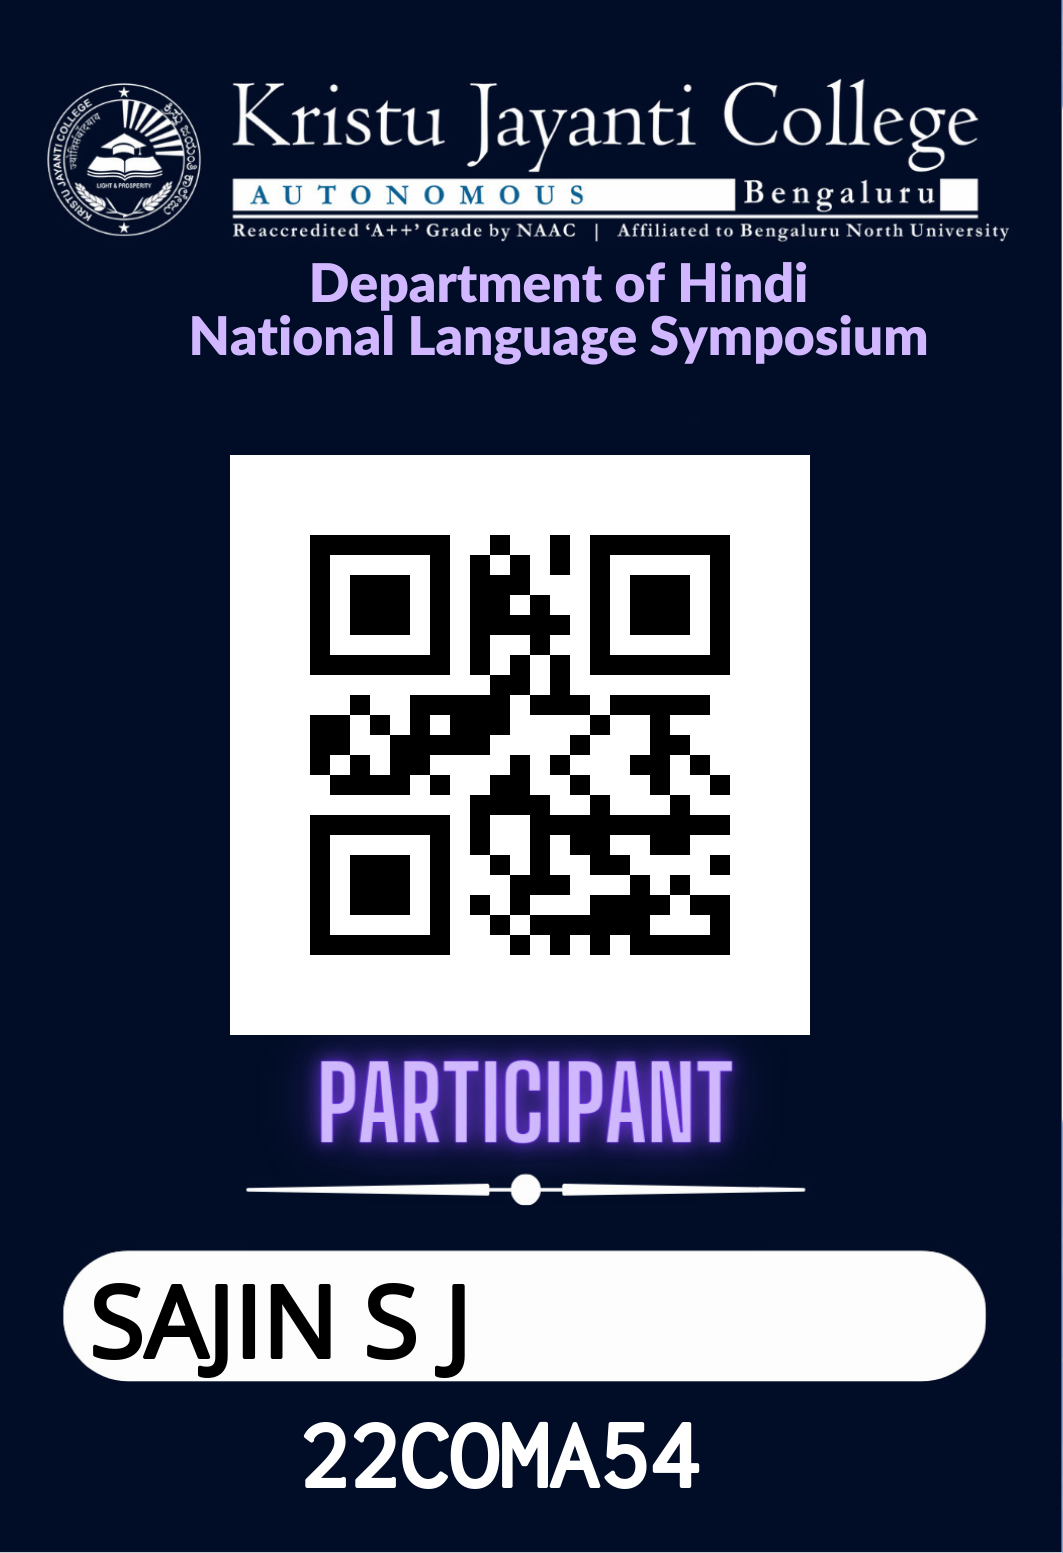 KRISTU JAYANTI COLLEGE
LIGHT & PROSPERITY
Kristu Jayanti College
AUTONOMOUS Bengaluru
Reaccredited ‘A++’ Grade by NAAC | Affiliated to Bengaluru North University
Department of Hindi
National Language Symposium
PARTICIPANT
SAJIN S J
22COMA54